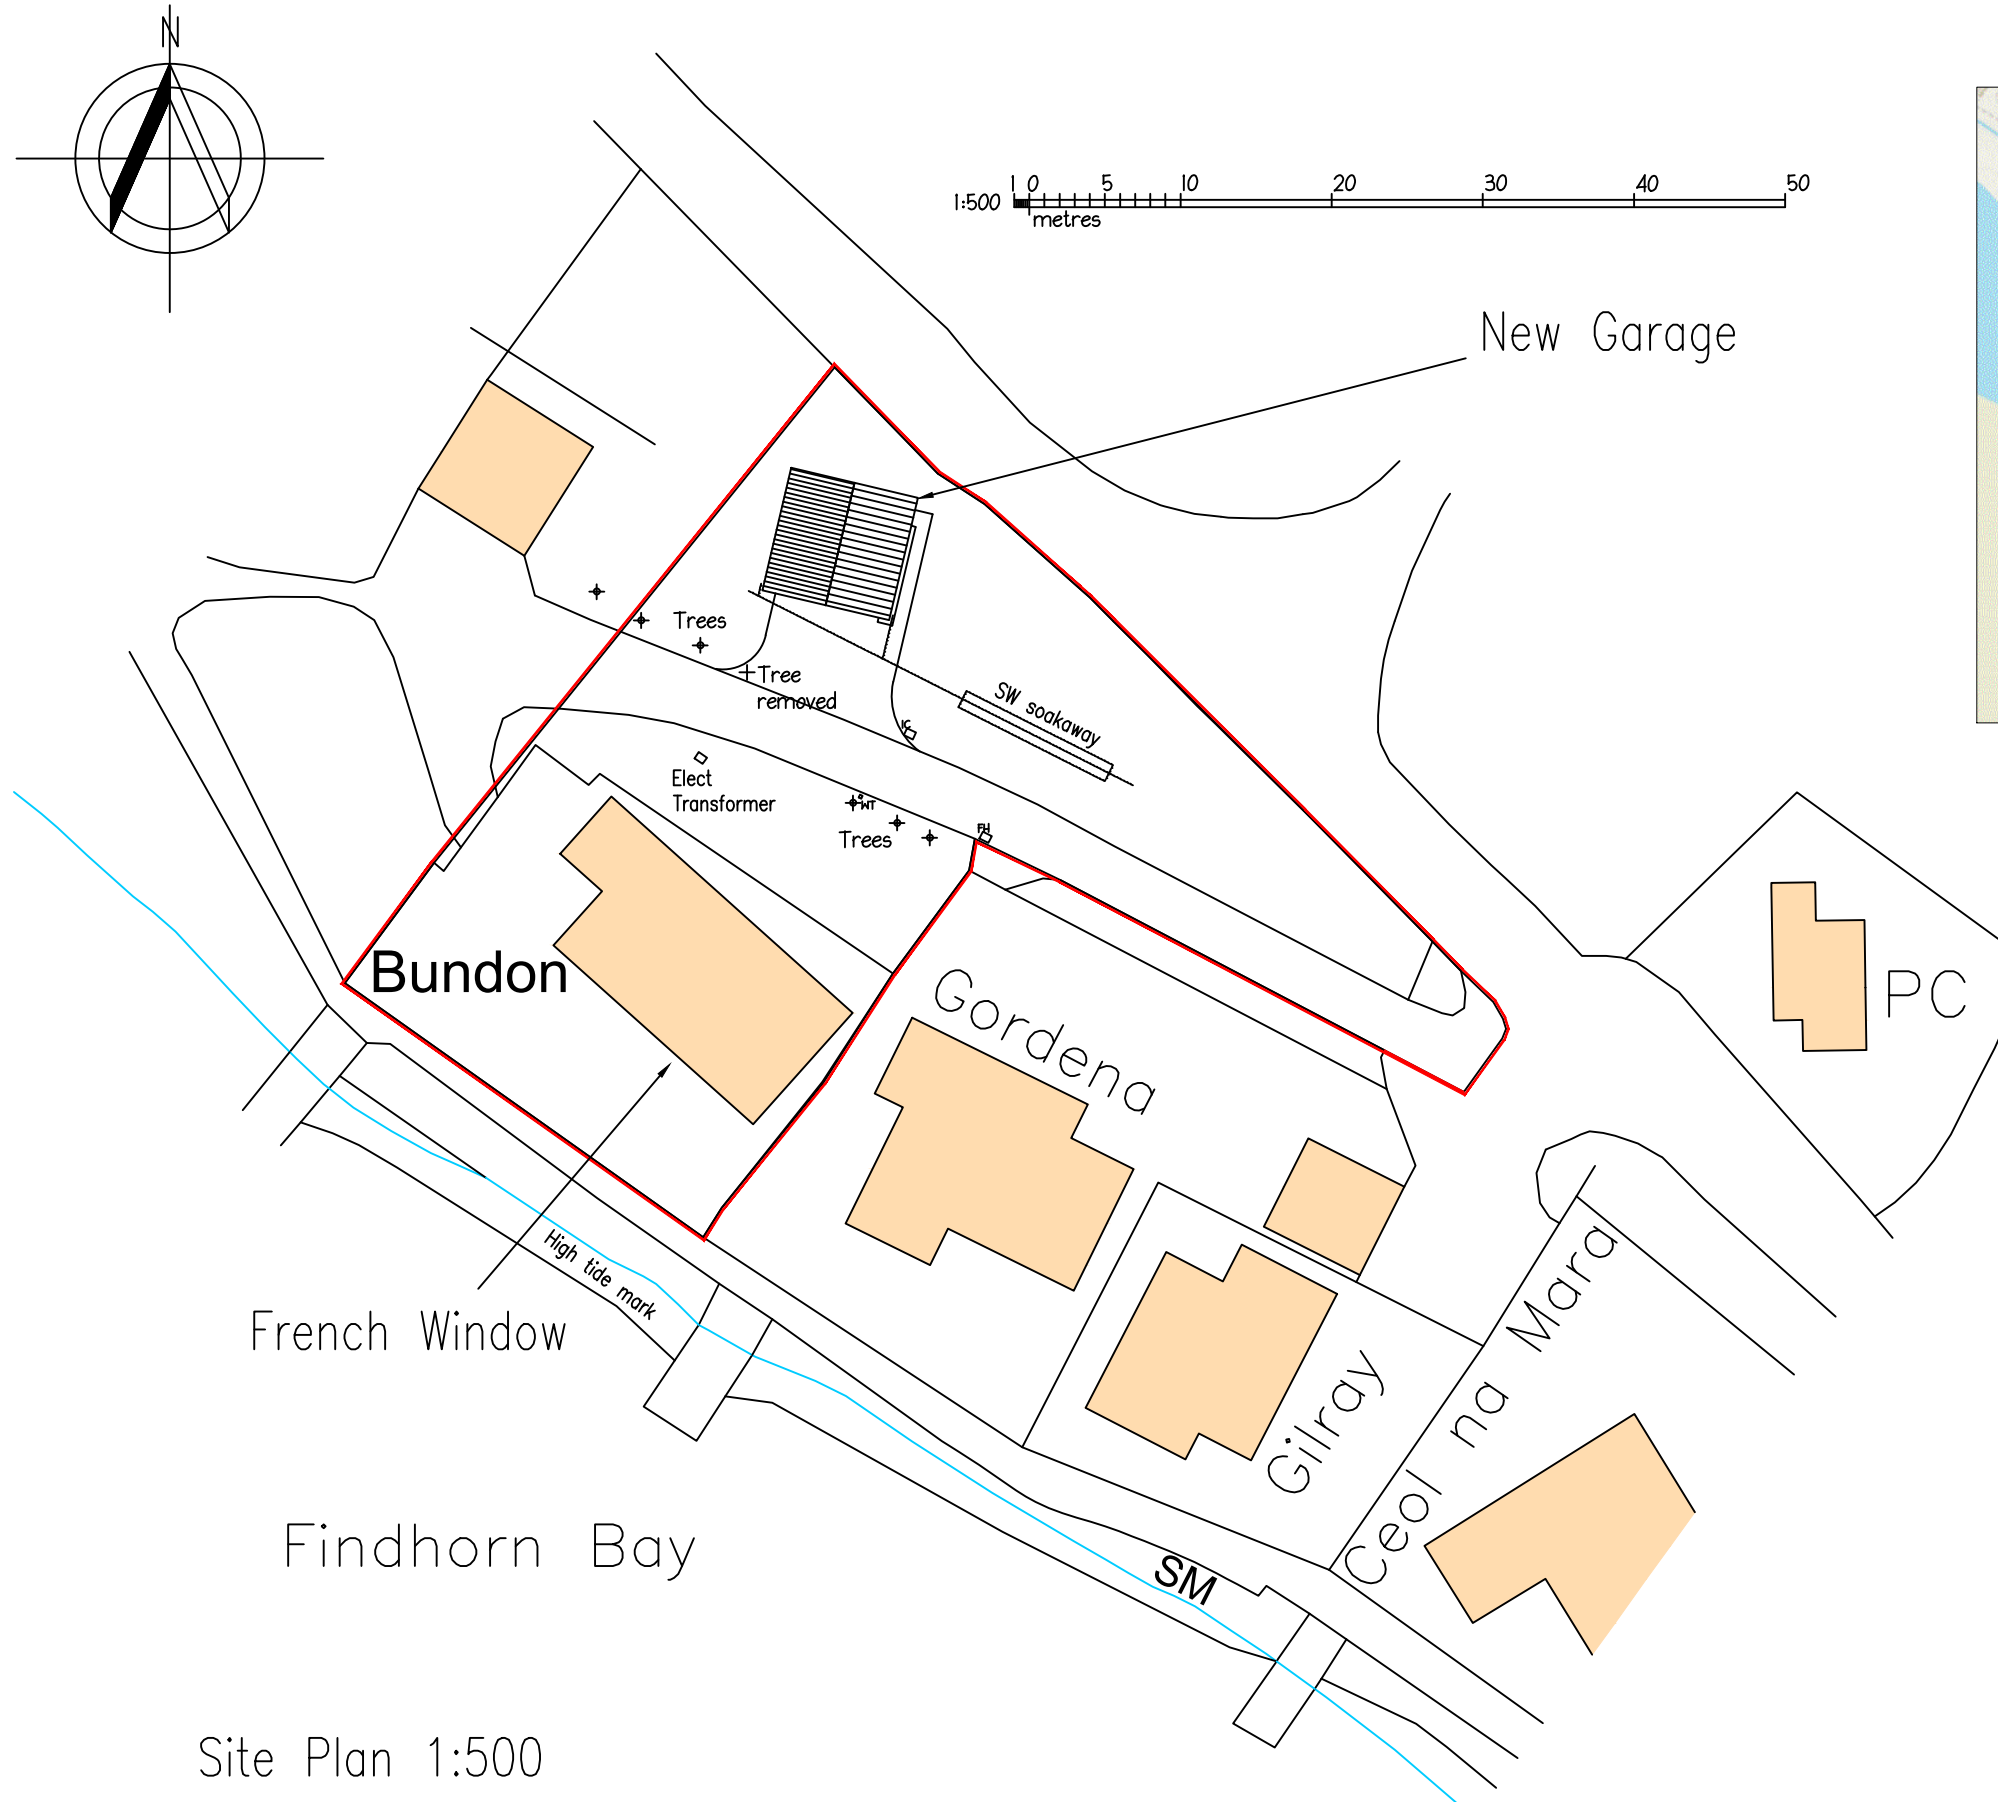 N
1 0 5 10 20 30 40 50
1:500
metres
New Garage
Trees
Tree
removed
SW soakaway
IC
Elect
Transformer
WT
Trees
FH
Bundon
Gordena
PC
High tide mark
French Window
Gilray
Ceol na Mara
Findhorn Bay
SM
Site Plan 1:500